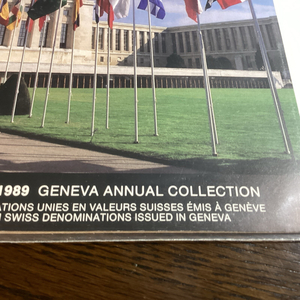 1989 GENEVA ANNUAL COLLECTION
ATIONS UNIES EN VALEURS SUISSES ÉMIS À GENÈVE
SWISS DENOMINATIONS ISSUED IN GENEVA